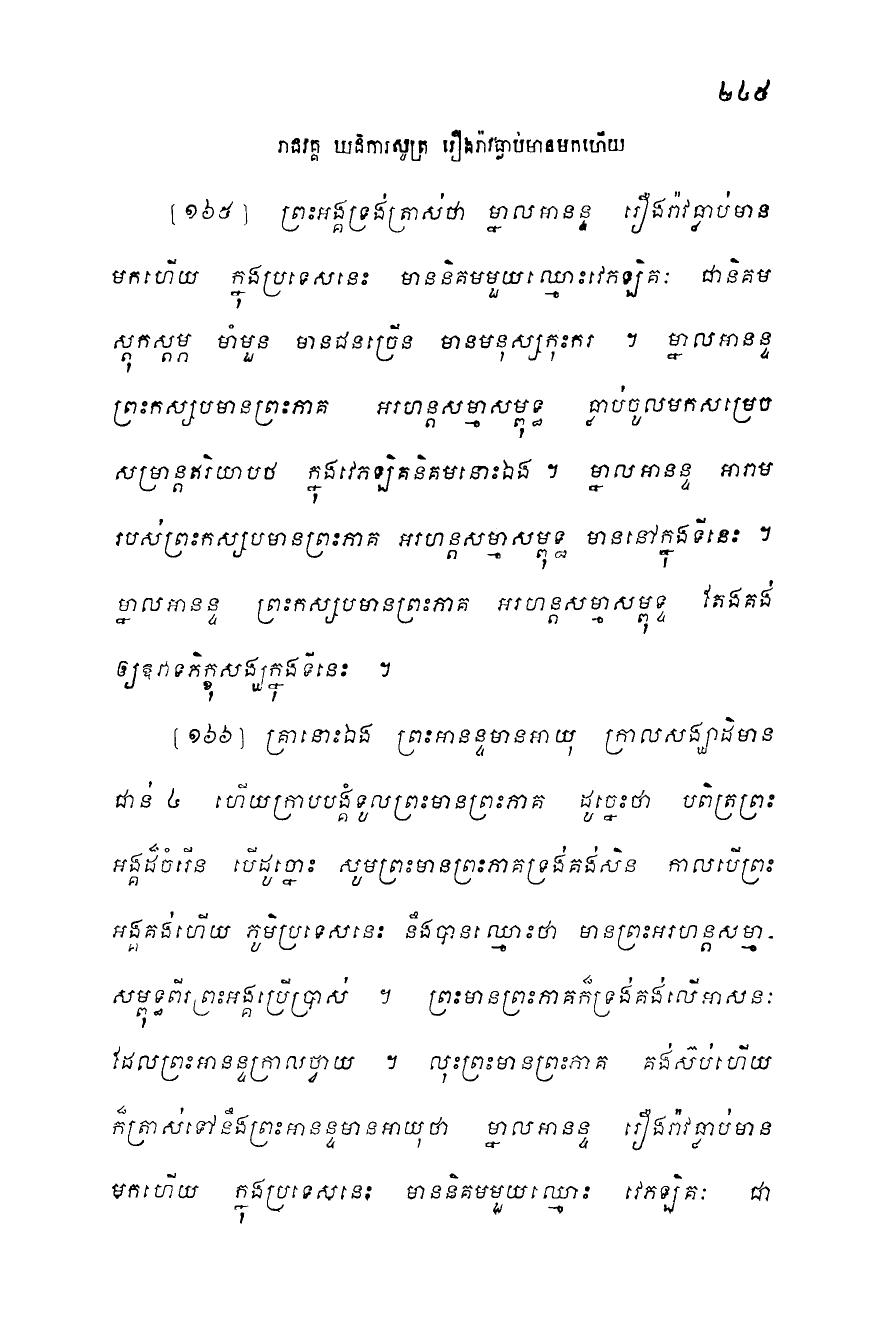 ២៤៥
រាជវគ្គ ឃដិការសូត្រ រឿងរ៉ាវធ្លាប់មានមកហើយ
[១៦៥] ព្រះអង្គទ្រង់ត្រាស់ថា ម្នាលអានន្ទ រឿងរ៉ាវធ្លាប់មាន
មកហើយ ក្នុងប្រទេសនេះ មាននិគមមួយឈ្មោះវេភឡិគៈ ជានិគម
ស្តុកស្តម្ភ មាំមួន មានជនច្រើន មានមនុស្សកុះករ ។ ម្នាលអានន្ទ
ព្រះកស្សបមានព្រះភាគ អរហន្តសម្មាសម្ពុទ្ធ ធ្លាប់ចូលមកសម្រេច
សម្រាន្តឥរិយាបថ ក្នុងវេភឡិគនិគមនោះឯង ។ ម្នាលអានន្ទ អារាម
របស់ព្រះកស្សបមានព្រះភាគ អរហន្តសម្មាសម្ពុទ្ធ មាននៅក្នុងទីនេះ ។
ម្នាលអានន្ទ ព្រះកស្សបមានព្រះភាគ អរហន្តសម្មាសម្ពុទ្ធ តែងគង់
ឲ្យឱវាទភិក្ខុសង្ឃក្នុងទីនេះ ។
[១៦៦] គ្រានោះឯង ព្រះអានន្ទមានអាយុ ក្រាលសង្ឃាដិមាន
ជាន់ ៤ ហើយក្រាបបង្គំទូលព្រះមានព្រះភាគ ដូច្នេះថា បពិត្រព្រះ
អង្គដ៏ចំរើន បើដូច្នោះ សូមព្រះមានព្រះភាគទ្រង់គង់សិន កាលបើព្រះ
អង្គគង់ហើយ ភូមិប្រទេសនេះ នឹងបានឈ្មោះថា មានព្រះអរហន្តសម្មា-
សម្ពុទ្ធពីរព្រះអង្គប្រើប្រាស់ ។ ព្រះមានព្រះភាគក៏ទ្រង់គង់លើអាសនៈ
ដែលព្រះអានន្ទក្រាលថ្វាយ ។ លុះព្រះមានព្រះភាគ គង់ស៊ប់ហើយ
ក៏ត្រាស់ទៅនឹងព្រះអានន្ទមានអាយុថា ម្នាលអានន្ទ រឿងរ៉ាវធ្លាប់មាន
មកហើយ ក្នុងប្រទេសនេះ មាននិគមមួយឈ្មោះ វេភឡិគៈ ជា